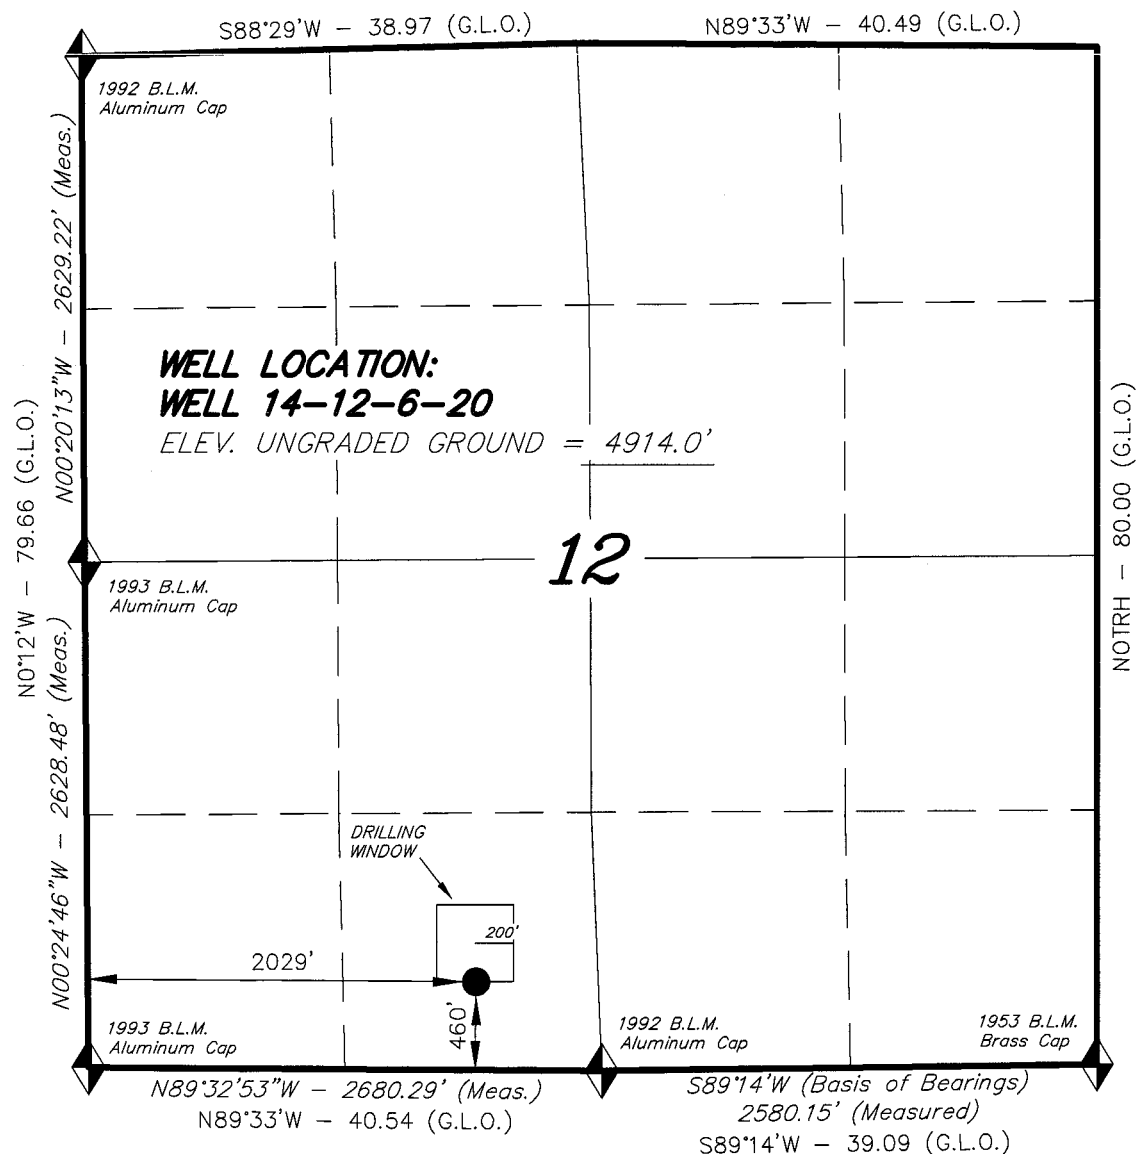 S88°29'W – 38.97 (G.L.O.)
N89°33'W – 40.49 (G.L.O.)
1992 B.L.M.
Aluminum Cap
N00°20'13"W – 2629.22' (Meas.)
WELL LOCATION:
WELL 14–12–6–20
ELEV. UNGRADED GROUND = 4914.0'
N0°12'W – 79.66 (G.L.O.)
NOTRH – 80.00 (G.L.O.)
12
1993 B.L.M.
Aluminum Cap
N00°24'46"W – 2628.48' (Meas.)
DRILLING
WINDOW
200'
2029'
460'
1993 B.L.M.
Aluminum Cap
1992 B.L.M.
Aluminum Cap
1953 B.L.M.
Brass Cap
N89°32'53"W – 2680.29' (Meas.)
N89°33'W – 40.54 (G.L.O.)
S89°14'W (Basis of Bearings)
2580.15' (Measured)
S89°14'W – 39.09 (G.L.O.)